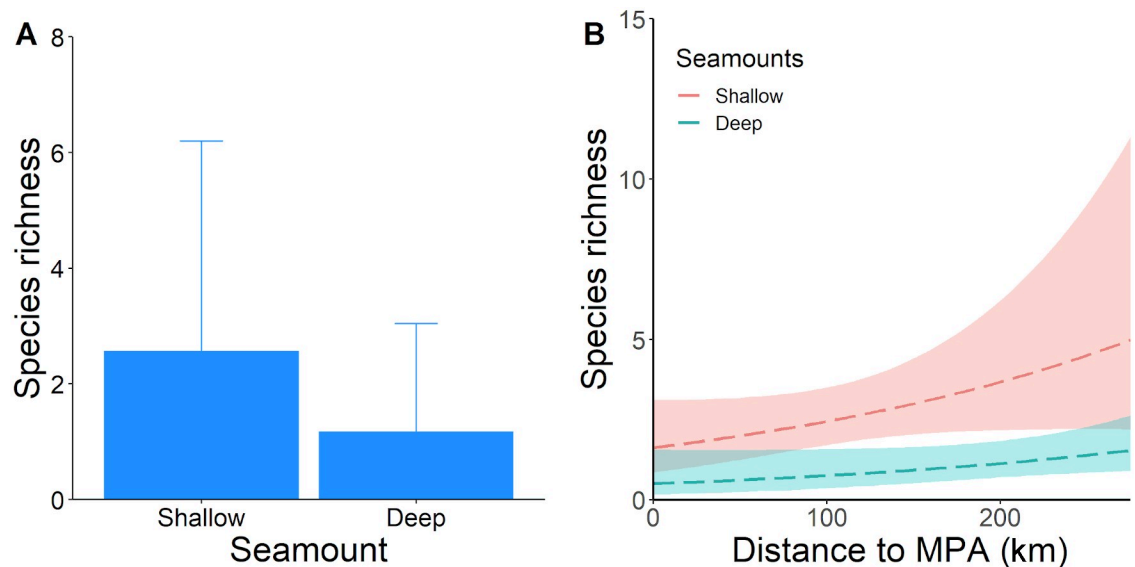 A
Species richness
8
6
4
2
0
Shallow
Deep
Seamount
B
Species richness
15
10
5
0
Seamounts
Shallow
Deep
0
100
200
Distance to MPA (km)